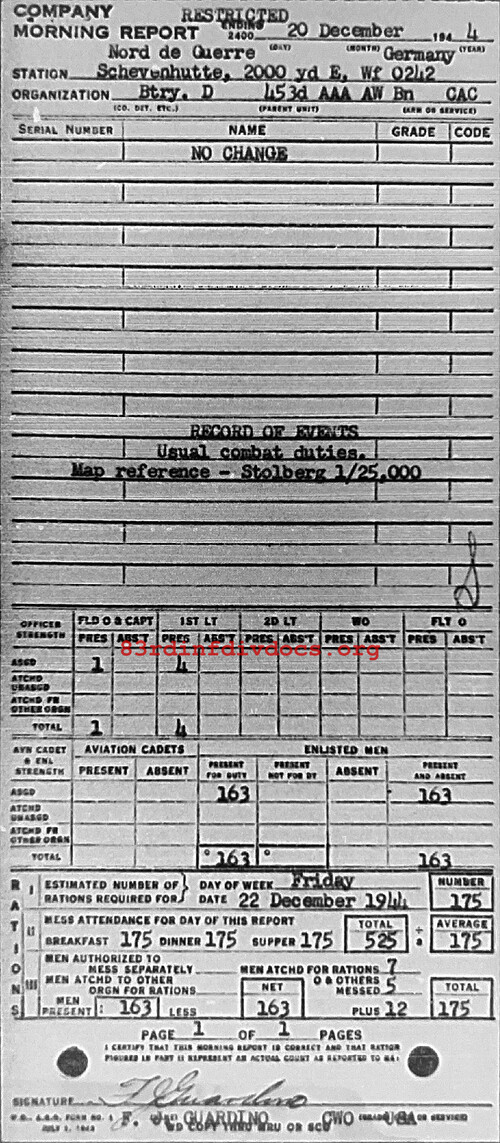 COMPANY RESTRICTED
MORNING REPORT ENDING 2400 20 December 194 4
(DAY) (MONTH) (YEAR)
STATION Nord de Guerre Germany
Schevenhutte, 2000 yd E, Wf 0242
ORGANIZATION Btry. D 453d AAA AW Bn CAC
(CO. DET. ETC.) (PARENT UNIT) (ARM OR SERVICE)
SERIAL NUMBER NAME GRADE CODE
NO CHANGE
RECORD OF EVENTS
Usual combat duties.
Map reference - Stolberg 1/25,000
OFFICER STRENGTH FLD O & CAPT 1ST LT 2D LT WO FLT O
PRES ABS'T PRES ABS'T PRES ABS'T PRES ABS'T PRES ABS'T
83rdinfdivdocs.org
ASGD 1 4
ATCHD UNASGD
ATCHD FR OTHER ORGN
TOTAL 1 4
AVN CADET & ENL STRENGTH AVIATION CADETS ENLISTED MEN
PRESENT ABSENT PRESENT FOR DUTY PRESENT NOT FOR DY ABSENT PRESENT AND ABSENT
ASGD 163 163
ATCHD UNASGD
ATCHD FR OTHER ORGN
TOTAL 163 163
RATIONS
I ESTIMATED NUMBER OF RATIONS REQUIRED FOR DAY OF WEEK Friday NUMBER
DATE 22 December 1944 175
II MESS ATTENDANCE FOR DAY OF THIS REPORT TOTAL AVERAGE
BREAKFAST 175 DINNER 175 SUPPER 175 525 ÷ 3 175
III MEN AUTHORIZED TO MESS SEPARATELY MEN ATCHD FOR RATIONS 7
MEN ATCHD TO OTHER ORGN FOR RATIONS NET O & OTHERS MESSED 5 TOTAL
MEN PRESENT: 163 LESS 163 PLUS 12 175
PAGE 1 OF 1 PAGES
I CERTIFY THAT THIS MORNING REPORT IS CORRECT AND THAT RATION
FIGURES IN PART II REPRESENT AN ACTUAL COUNT AS REPORTED TO ME:
SIGNATURE F J Guardino
W.D., A.G.O. FORM NO. 1 F. J. GUARDINO CWO USA
JULY 1, 1943 WD COPY THRU MRU OR SCU